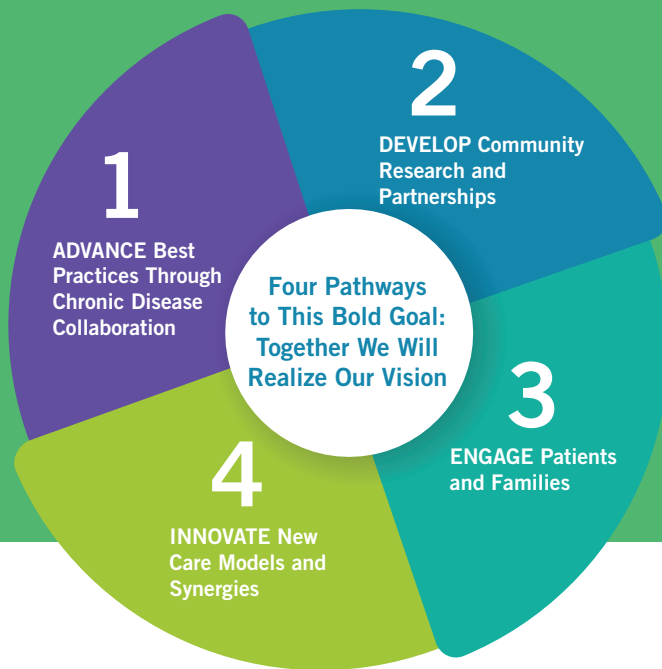 1
ADVANCE Best
Practices Through
Chronic Disease
Collaboration
2
DEVELOP Community
Research and
Partnerships
Four Pathways
to This Bold Goal:
Together We Will
Realize Our Vision
3
ENGAGE Patients
and Families
4
INNOVATE New
Care Models and
Synergies